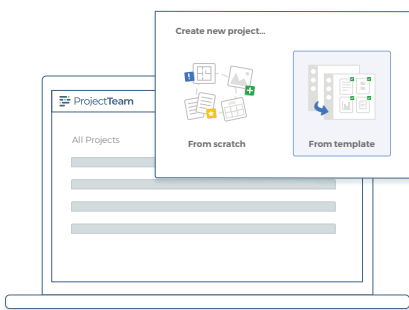 Create new project...
From scratch
From template
ProjectTeam
All Projects